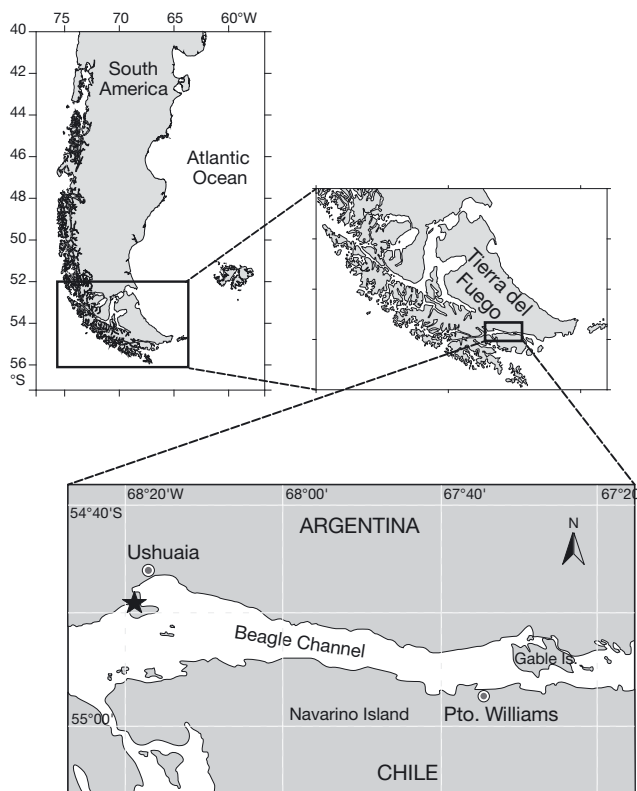 75 70 65 60°W
40
42
44
46
48
50
52
54
56
°S
South
America
Atlantic
Ocean
Tierra del
Fuego
68°20'W 68°00' 67°40' 67°20
54°40'S
ARGENTINA
N
Ushuaia
Beagle Channel
Gable Is.
55°00'
Navarino Island
Pto. Williams
CHILE